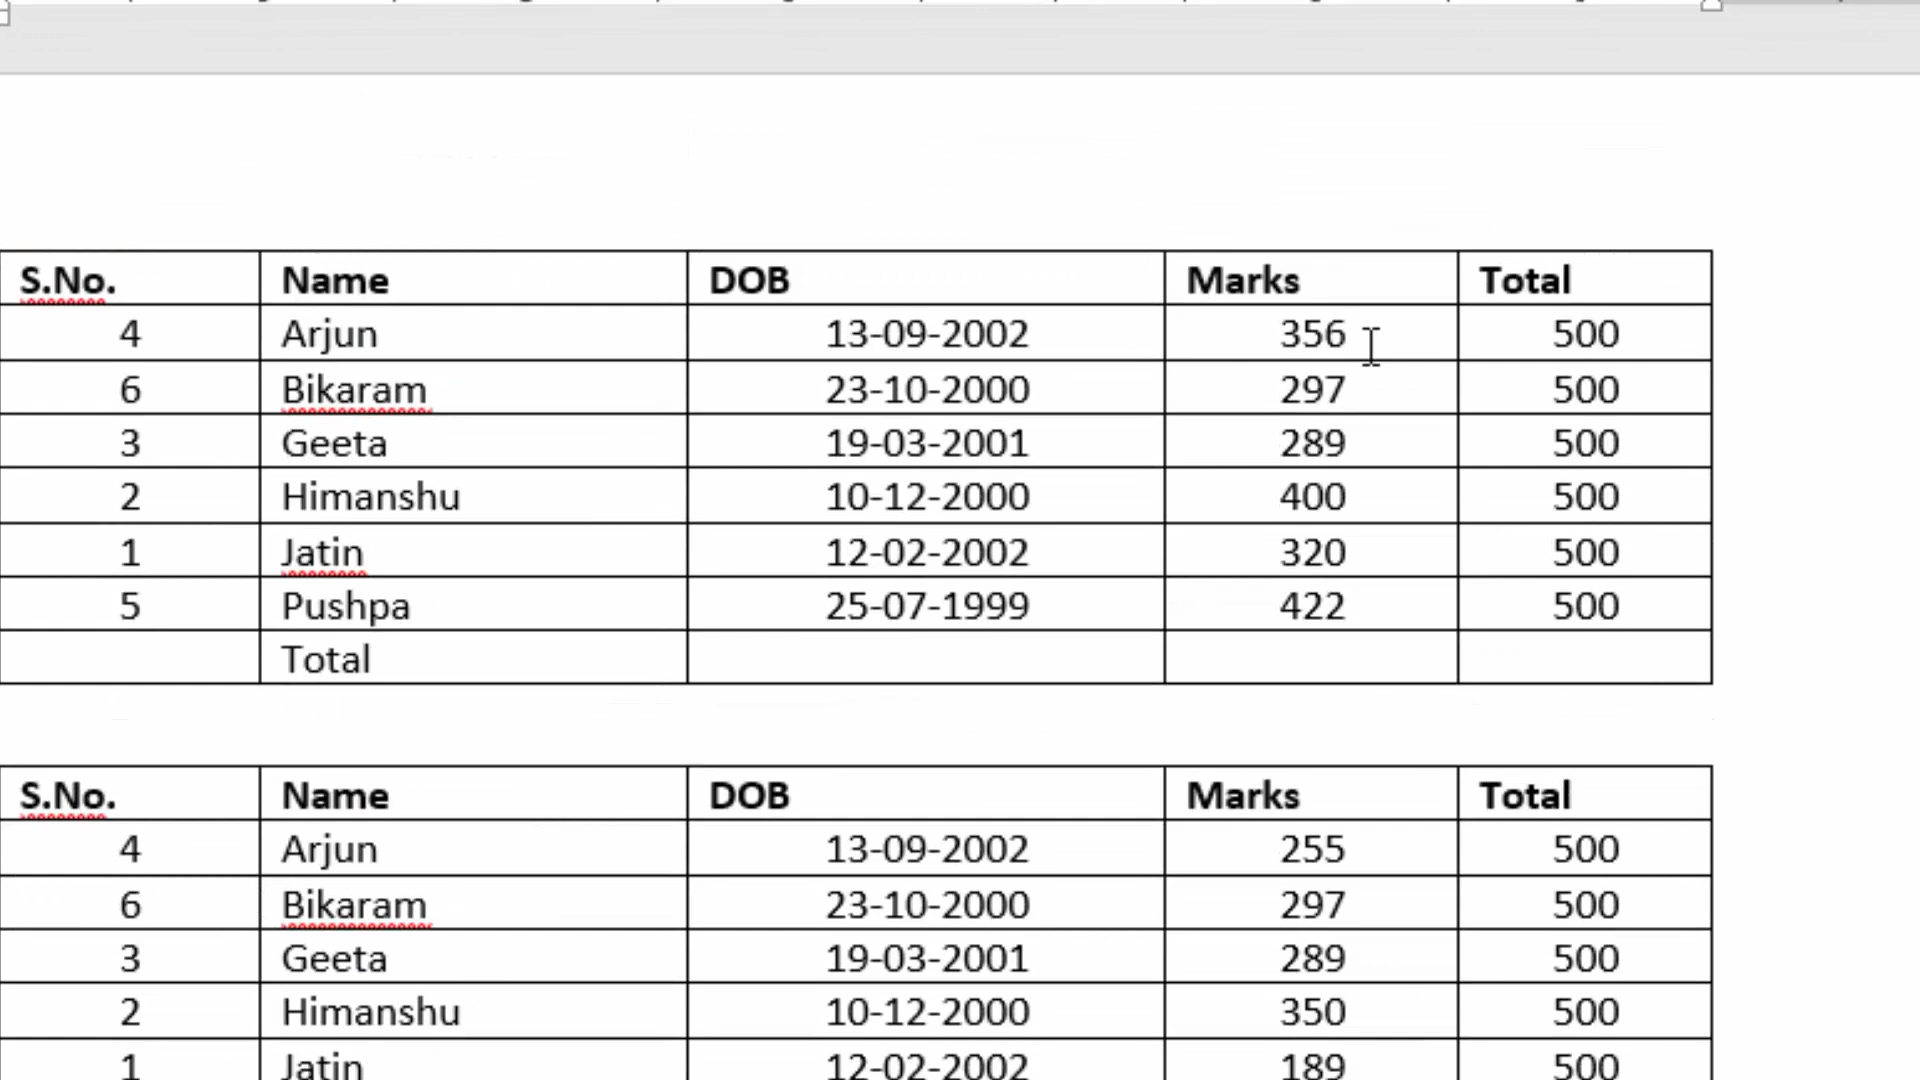 S.No. Name DOB Marks Total
4 Arjun 13-09-2002 356 500
6 Bikaram 23-10-2000 297 500
3 Geeta 19-03-2001 289 500
2 Himanshu 10-12-2000 400 500
1 Jatin 12-02-2002 320 500
5 Pushpa 25-07-1999 422 500
Total
S.No. Name DOB Marks Total
4 Arjun 13-09-2002 255 500
6 Bikaram 23-10-2000 297 500
3 Geeta 19-03-2001 289 500
2 Himanshu 10-12-2000 350 500
1 Jatin 12-02-2002 189 500